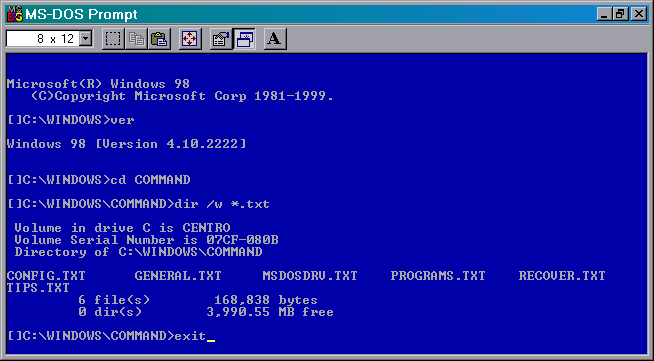 MS-DOS Prompt
8 x 12
A
Microsoft(R) Windows 98
(C)Copyright Microsoft Corp 1981-1999.
[]C:\WINDOWS>ver
Windows 98 [Version 4.10.2222]
[]C:\WINDOWS>cd COMMAND
[]C:\WINDOWS\COMMAND>dir /w *.txt
Volume in drive C is CENTRO
Volume Serial Number is 07CF-080B
Directory of C:\WINDOWS\COMMAND
CONFIG.TXT GENERAL.TXT MSDOSDRV.TXT PROGRAMS.TXT RECOVER.TXT
TIPS.TXT
6 file(s) 168,838 bytes
0 dir(s) 3,990.55 MB free
[]C:\WINDOWS\COMMAND>exit_